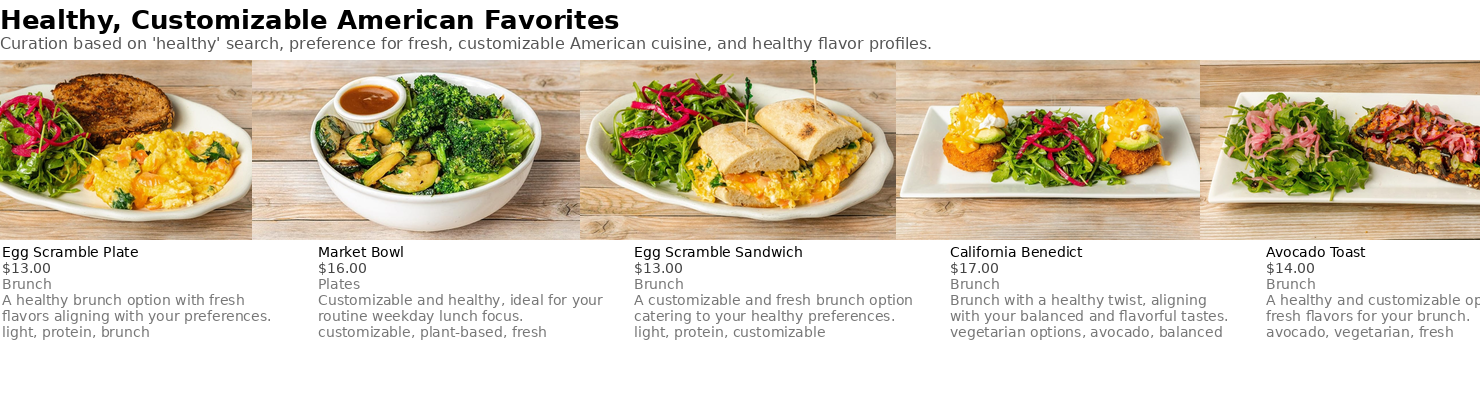 Healthy, Customizable American Favorites
Curation based on 'healthy' search, preference for fresh, customizable American cuisine, and healthy flavor profiles.
Egg Scramble Plate
$13.00
Brunch
A healthy brunch option with fresh
flavors aligning with your preferences.
light, protein, brunch
Market Bowl
$16.00
Plates
Customizable and healthy, ideal for your
routine weekday lunch focus.
customizable, plant-based, fresh
Egg Scramble Sandwich
$13.00
Brunch
A customizable and fresh brunch option
catering to your healthy preferences.
light, protein, customizable
California Benedict
$17.00
Brunch
Brunch with a healthy twist, aligning
with your balanced and flavorful tastes.
vegetarian options, avocado, balanced
Avocado Toast
$14.00
Brunch
A healthy and customizable
fresh flavors for your brunch.
avocado, vegetarian, fresh